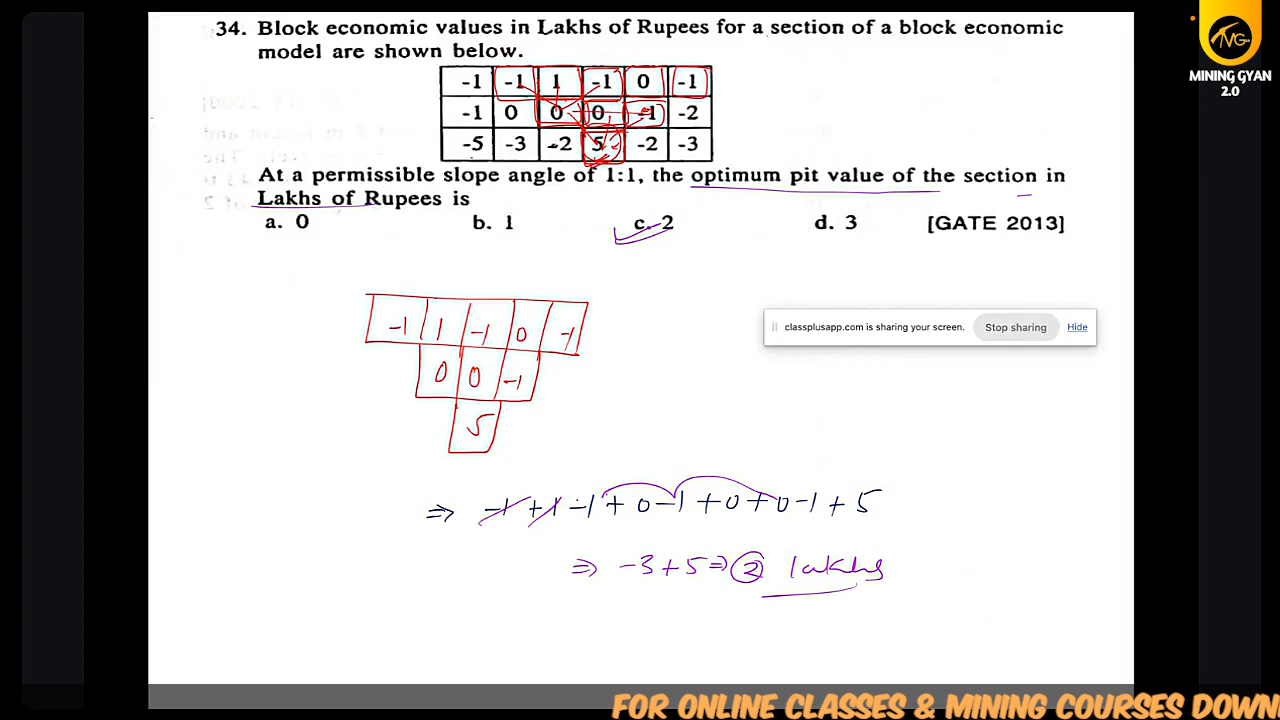 34. Block economic values in Lakhs of Rupees for a section of a block economic
model are shown below.
-1 -1 1 -1 0 -1
-1 0 0 0 -1 -2
-5 -3 -2 5 -2 -3
At a permissible slope angle of 1:1, the optimum pit value of the section in
Lakhs of Rupees is
a. 0 b. 1 c. 2 d. 3 [GATE 2013]
MINING GYAN
2.0
classplusapp.com is sharing your screen. Stop sharing Hide
-1 1 -1 0 -1
0 0 -1
5
⇒ -1 + 1 - 1 + 0 - 1 + 0 + 0 - 1 + 5
⇒ -3 + 5 ⇒ 2 lakhs
FOR ONLINE CLASSES & MINING COURSES DOWN